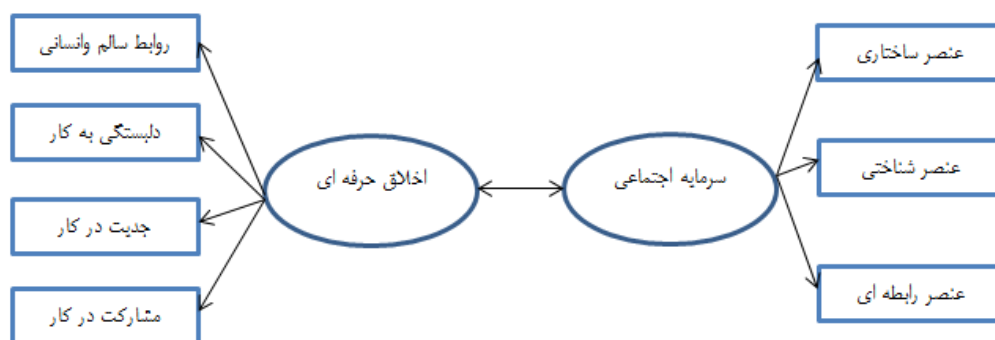 عنصر ساختاری
عنصر شناختی
عنصر رابطه ای
سرمایه اجتماعی
اخلاق حرفه ای
روابط سالم وانسانی
دلبستگی به کار
جدیت در کار
مشارکت در کار